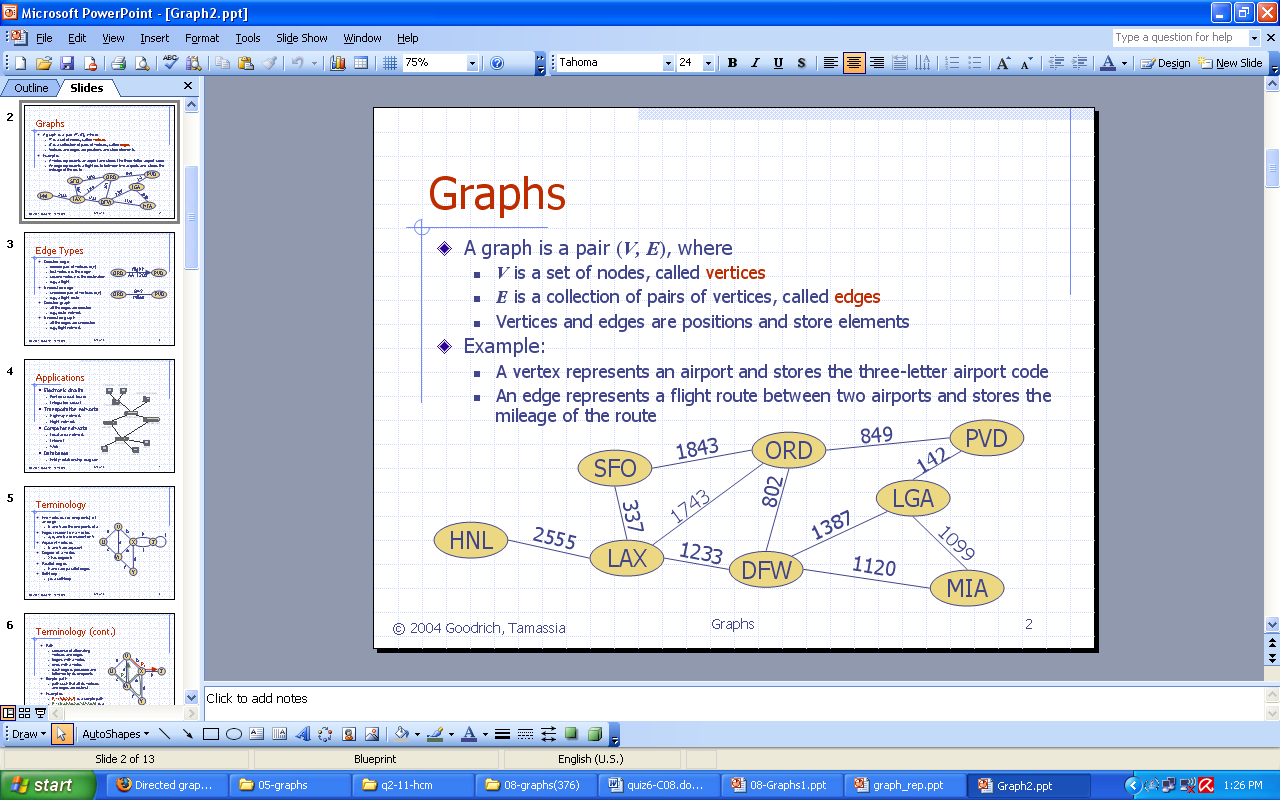 Microsoft PowerPoint - [Graph2.ppt]
File Edit View Insert Format Tools Slide Show Window Help
Type a question for help
75%
Tahoma
24
B I U S
A Design New Slide
Outline Slides
2
Graphs
3
Edge Types
4
Applications
5
Terminology
6
Terminology (cont.)
Graphs
A graph is a pair (V, E), where
V is a set of nodes, called vertices
E is a collection of pairs of vertices, called edges
Vertices and edges are positions and store elements
Example:
A vertex represents an airport and stores the three-letter airport code
An edge represents a flight route between two airports and stores the
mileage of the route
SFO
1843
ORD
849
PVD
142
LGA
337
1743
802
1387
1099
HNL
2555
LAX
1233
DFW
1120
MIA
© 2004 Goodrich, Tamassia
Graphs
2
Click to add notes
Draw AutoShapes
Slide 2 of 13
Blueprint
English (U.S.)
start
Directed grap...
05-graphs
q2-11-hcm
08-graphs(376)
quiz6-C08.do...
08-Graphs1.ppt
graph_rep.ppt
Graph2.ppt
1:26 PM